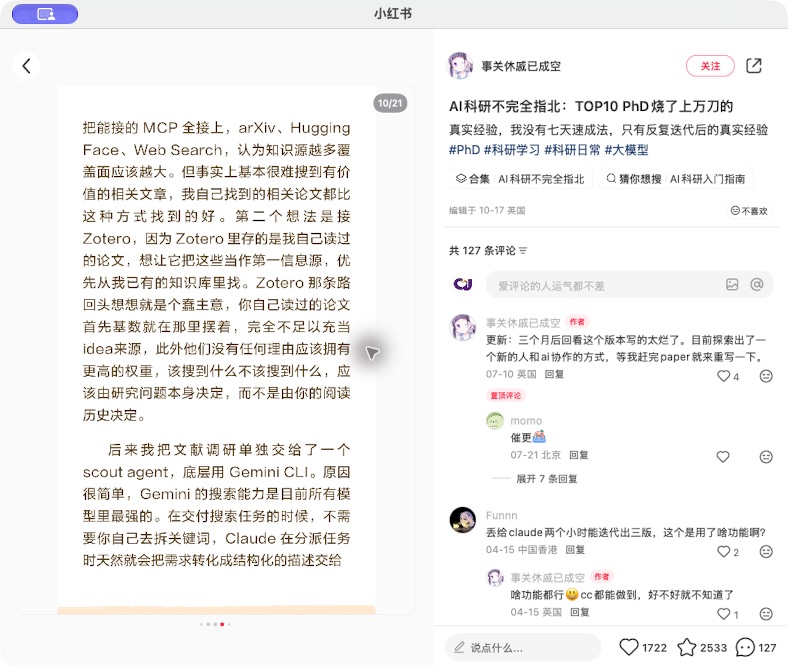 小红书
10/21
把能接的 MCP 全接上，arXiv、Hugging
Face、Web Search，认为知识源越多覆
盖面应该越大。但事实上基本很难搜到有价
值的相关文章，我自己找到的相关论文都比
这种方式找到的好。第二个想法是接
Zotero，因为 Zotero 里存的是我自己读过
的论文，想让它把这些当作第一信息源，优
先从我已有的知识库里找。Zotero 那条路
回头想想就是个蠢主意，你自己读过的论文
首先基数就在那里摆着，完全不足以充当
idea来源，此外他们没有任何理由应该拥有
更高的权重，该搜到什么不该搜到什么，应
该由研究问题本身决定，而不是由你的阅读
历史决定。
后来我把文献调研单独交给了一个
scout agent，底层用 Gemini CLI。原因
很简单，Gemini 的搜索能力是目前所有模
型里最强的。在交付搜索任务的时候，不需
要你自己去拆关键词，Claude 在分派任务
时天然就会把需求转化成结构化的描述交给
事关休戚已成空
关注
AI科研不完全指北：TOP10 PhD烧了上万刀的
真实经验，我没有七天速成法，只有反复迭代后的真实经验
#PhD #科研学习 #科研日常 #大模型
合集 AI科研不完全指北
猜你想搜 AI科研入门指南
编辑于 10-17 英国
不喜欢
共 127 条评论
CJ
爱评论的人运气都不差
事关休戚已成空 作者
更新：三个月后回看这个版本写的太烂了。目前探索出了一
个新的人和ai协作的方式，等我赶完paper就来重写一下。
07-10 英国 回复
4
置顶评论
momo
催更
07-21 北京 回复
展开 7 条回复
Funnn
丢给claude两个小时能迭代出三版，这个是用了啥功能啊?
04-15 中国香港 回复
2
事关休戚已成空 作者
啥功能都行😃cc都能做到，好不好就不知道了
04-15 英国 回复
1
说点什么...
1722
2533
127